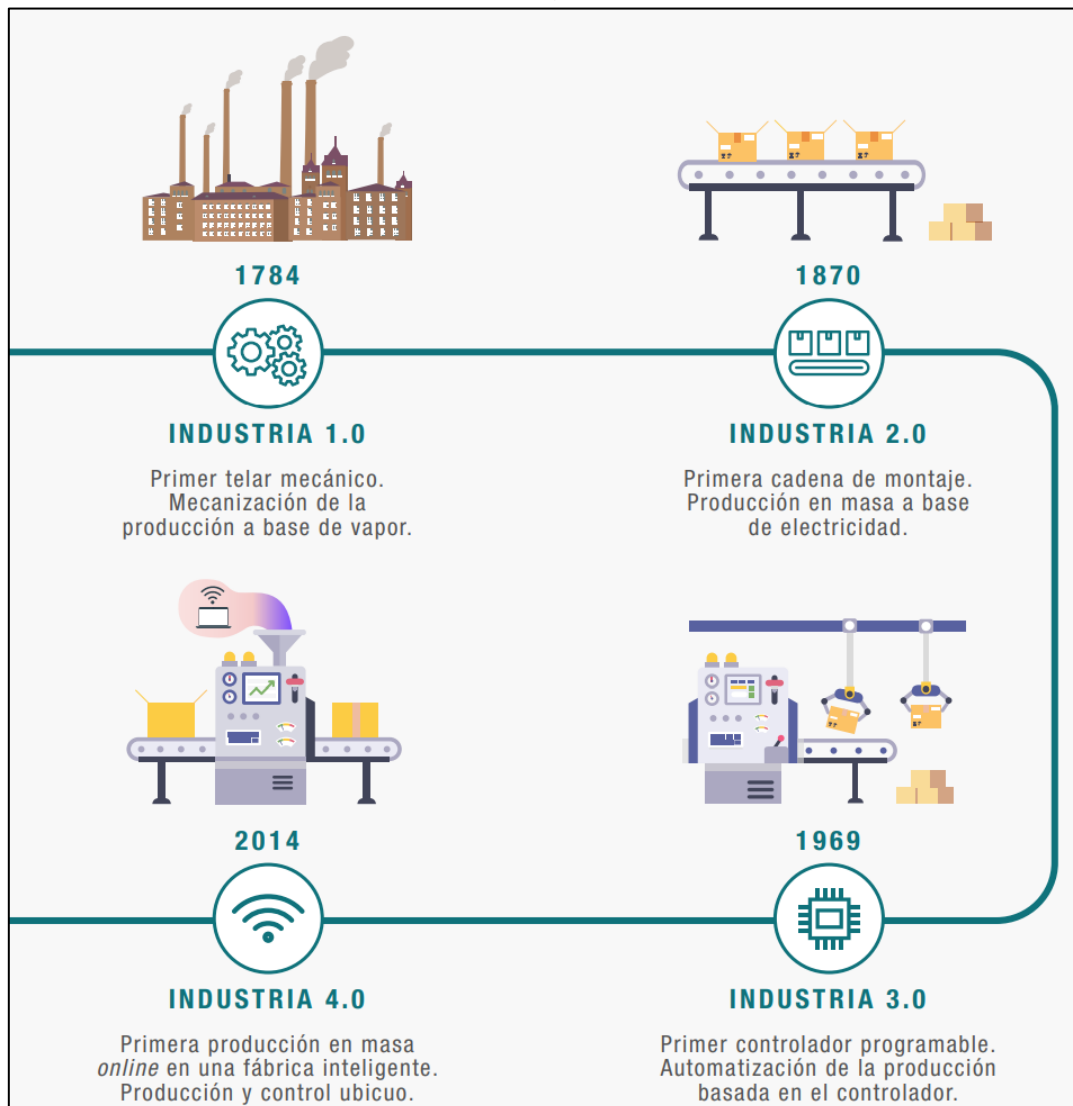 1784
INDUSTRIA 1.0
Primer telar mecánico.
Mecanización de la
producción a base de vapor.
1870
INDUSTRIA 2.0
Primera cadena de montaje.
Producción en masa a base
de electricidad.
1969
INDUSTRIA 3.0
Primer controlador programable.
Automatización de la producción
basada en el controlador.
2014
INDUSTRIA 4.0
Primera producción en masa
online en una fábrica inteligente.
Producción y control ubicuo.